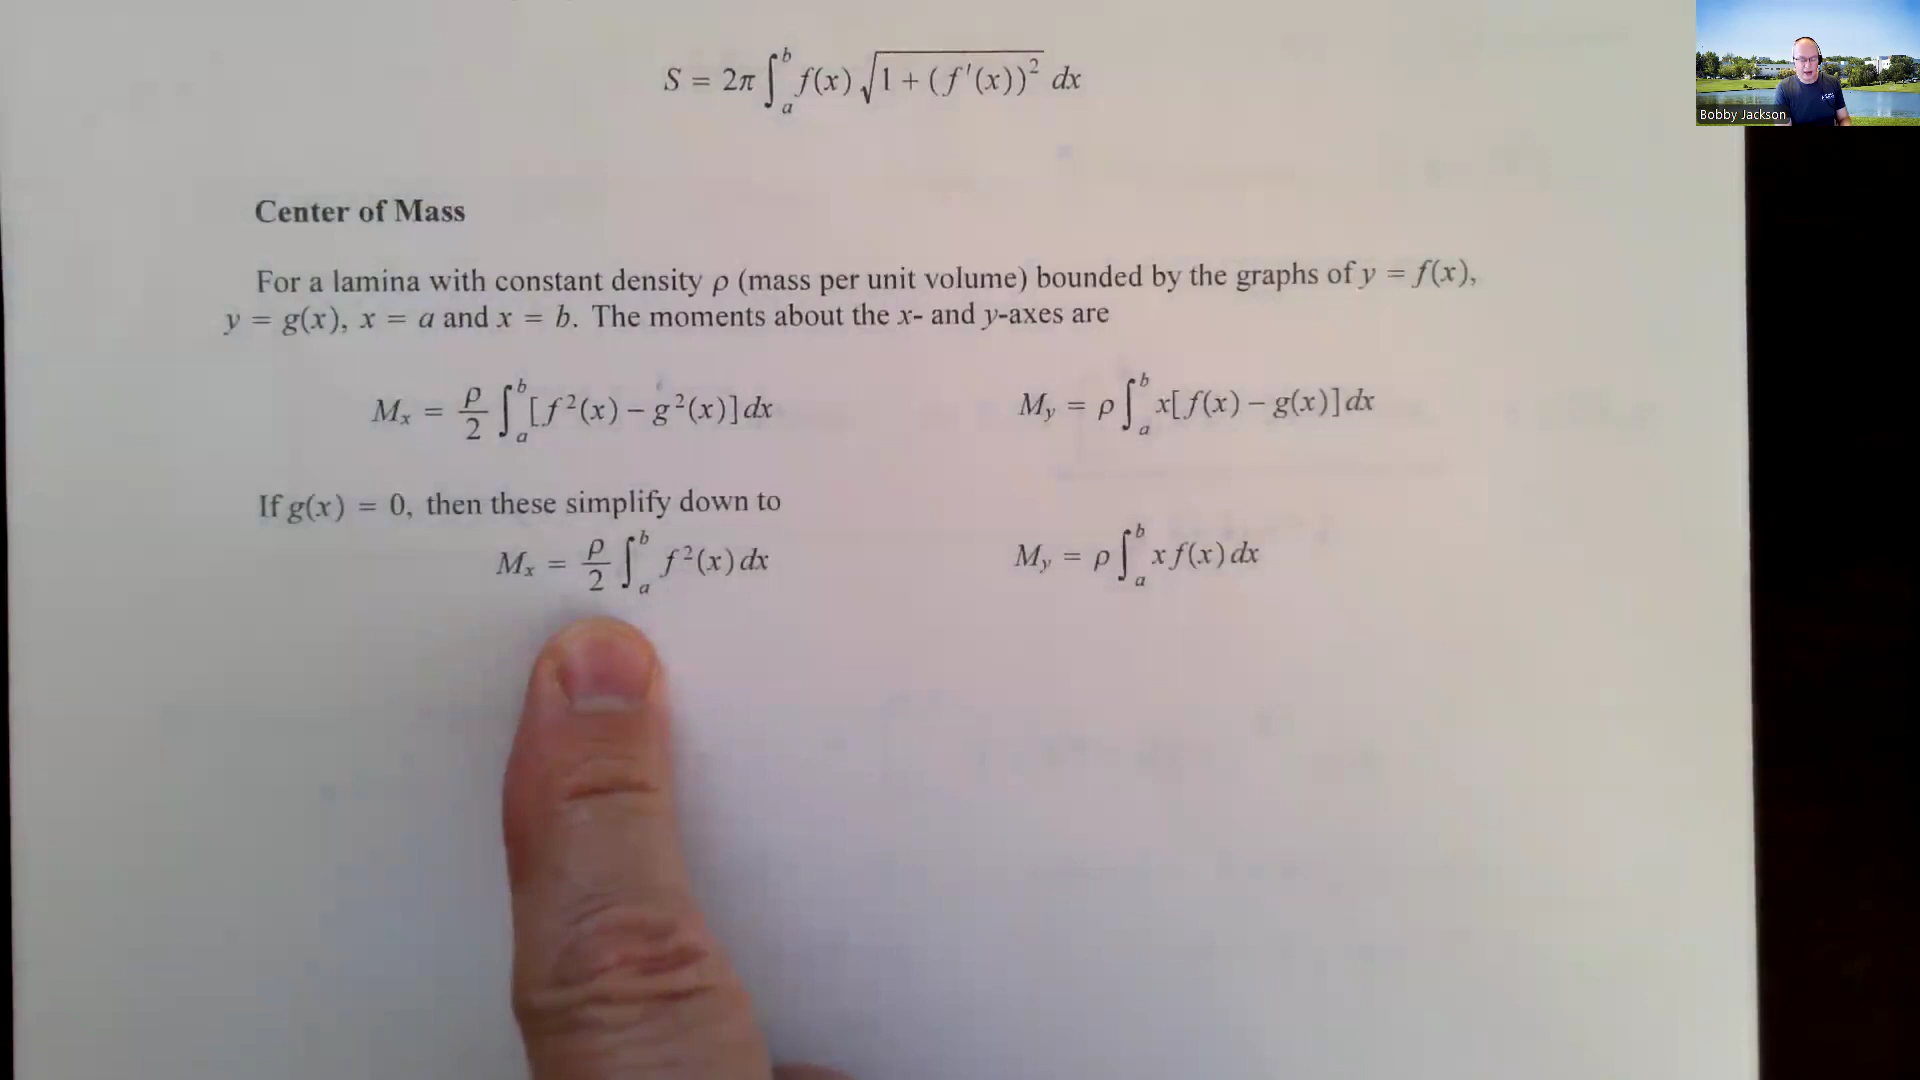 S = 2π ∫_a^b f(x) √(1 + (f'(x))²) dx
Bobby Jackson
Center of Mass
For a lamina with constant density ρ (mass per unit volume) bounded by the graphs of y = f(x),
y = g(x), x = a and x = b. The moments about the x- and y-axes are
M_x = ρ/2 ∫_a^b [f²(x) – g²(x)] dx    M_y = ρ ∫_a^b x[f(x) – g(x)] dx
If g(x) = 0, then these simplify down to
M_x = ρ/2 ∫_a^b f²(x) dx    M_y = ρ ∫_a^b x f(x) dx